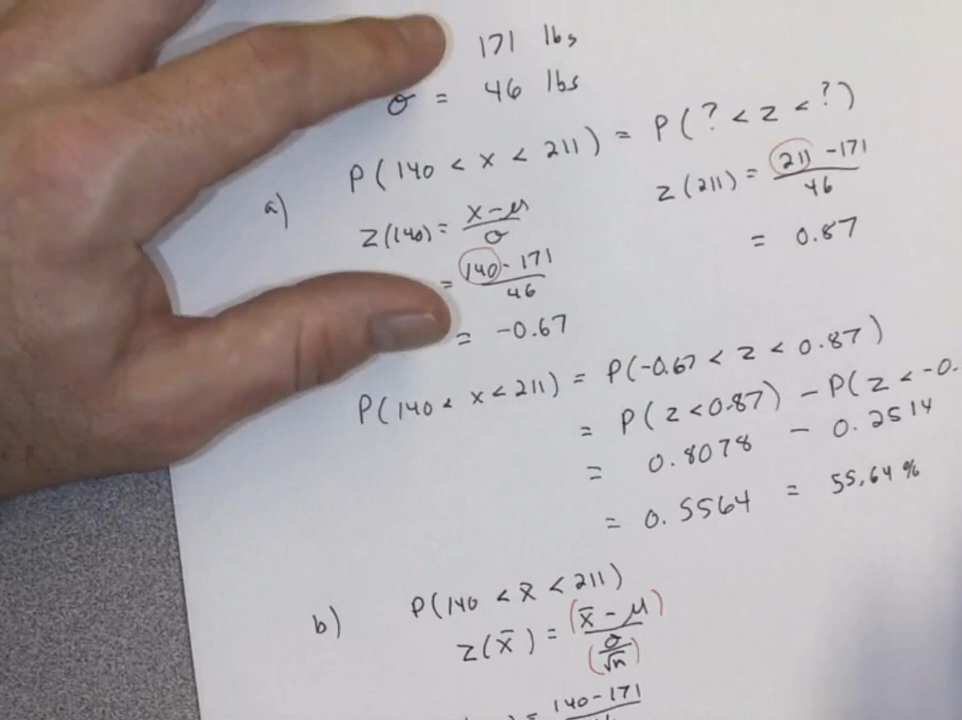 171 lbs
σ = 46 lbs
a) P(140 < x < 211) = P(? < z < ?)
z(140) = x-μ/σ
= 140-171/46
= -0.67
z(211) = 211-171/46
= 0.87
P(140 < x < 211) = P(-0.67 < z < 0.87)
= P(z < 0.87) - P(z < -0.
= 0.8078 - 0.2514
= 0.5564 = 55.64%
b) P(140 < x̄ < 211)
z(x̄) = (x̄-μ)/(σ/√n)
= 140-171